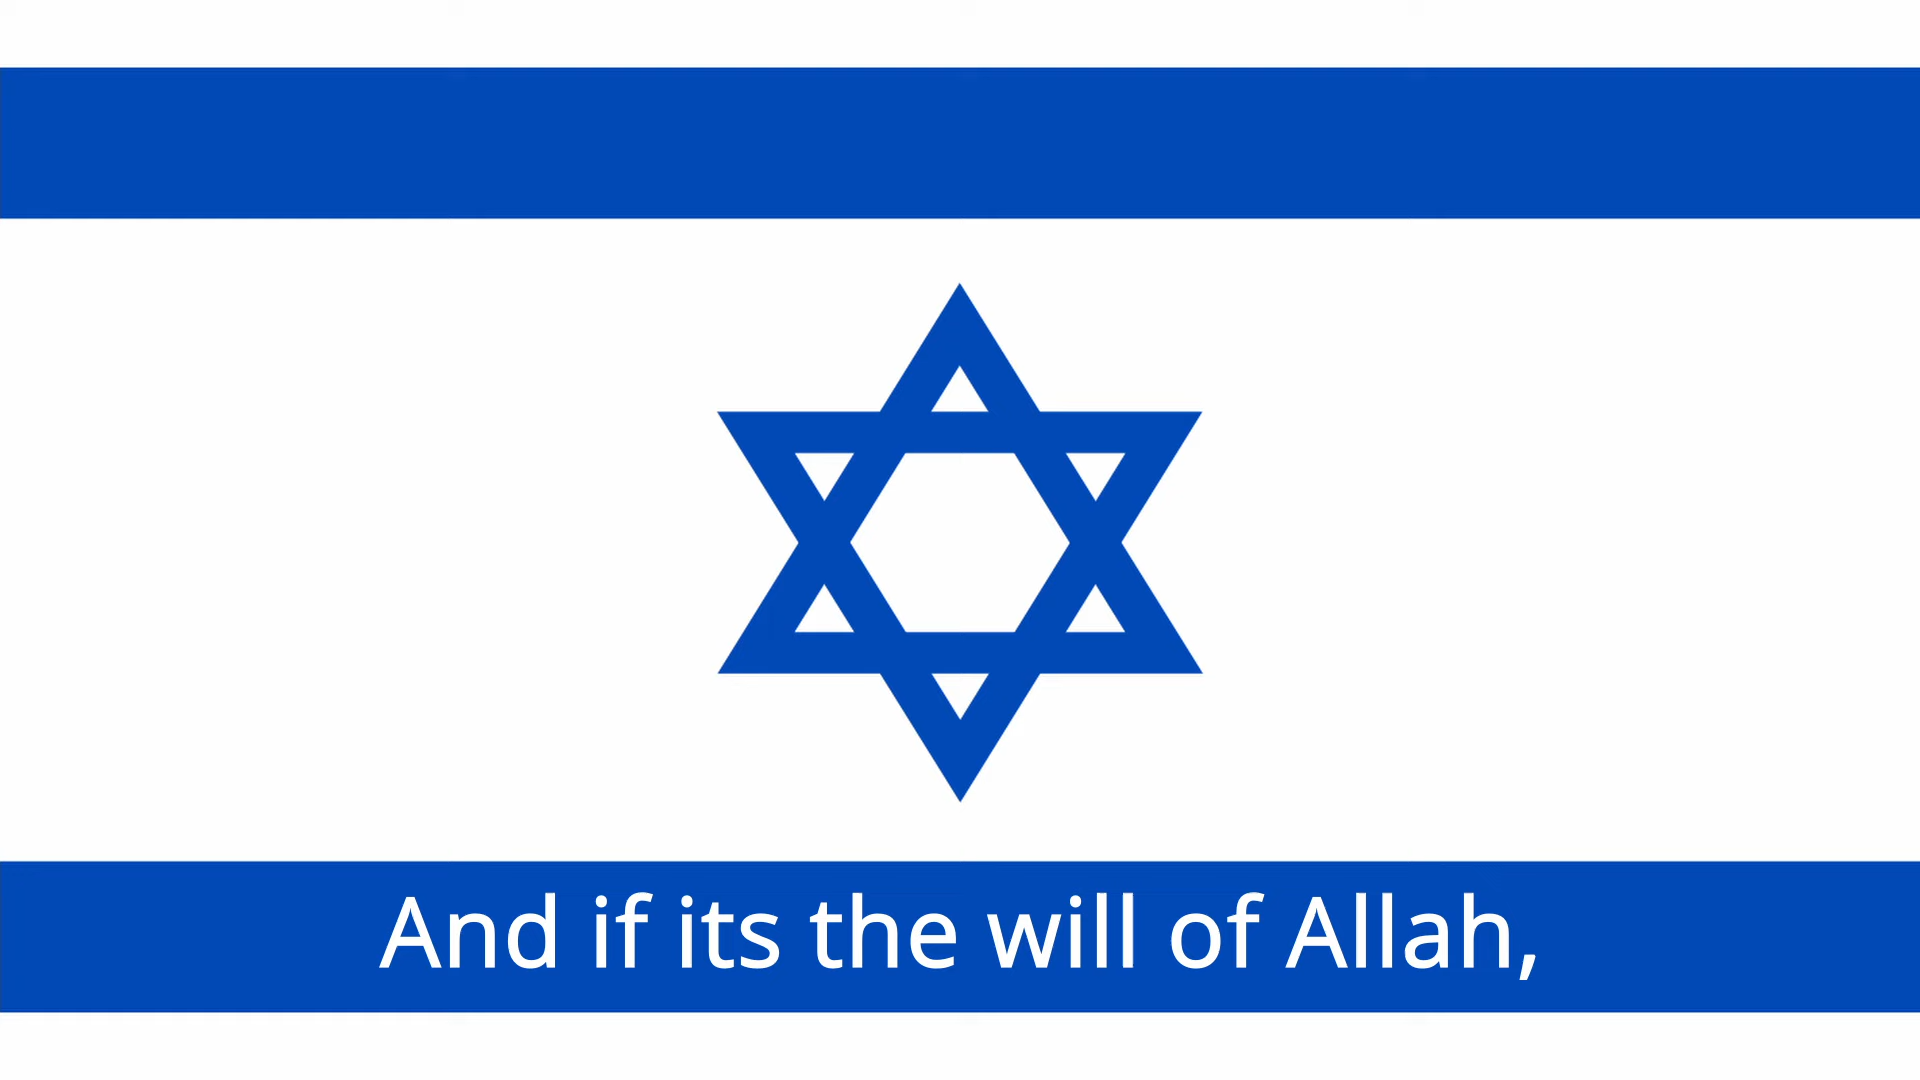 And if its the will of Allah,